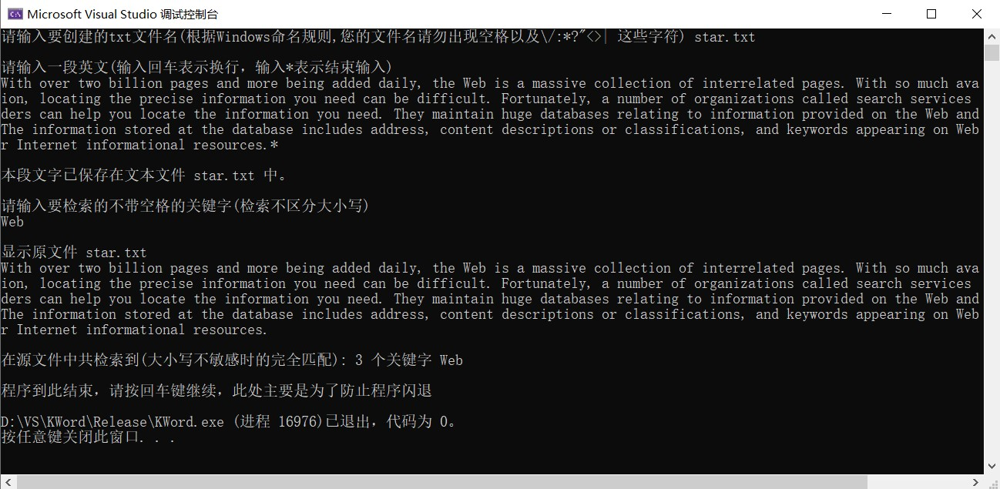 Microsoft Visual Studio 调试控制台
请输入要创建的txt文件名(根据Windows命名规则,您的文件名请勿出现空格以及\/:*?"<>| 这些字符) star.txt
请输入一段英文(输入回车表示换行，输入*表示结束输入)
With over two billion pages and more being added daily, the Web is a massive collection of interrelated pages. With so much ava
ion, locating the precise information you need can be difficult. Fortunately, a number of organizations called search services
ders can help you locate the information you need. They maintain huge databases relating to information provided on the Web and
The information stored at the database includes address, content descriptions or classifications, and keywords appearing on Web
r Internet informational resources.*
本段文字已保存在文本文件 star.txt 中。
请输入要检索的不带空格的关键字(检索不区分大小写)
Web
显示原文件 star.txt
With over two billion pages and more being added daily, the Web is a massive collection of interrelated pages. With so much ava
ion, locating the precise information you need can be difficult. Fortunately, a number of organizations called search services
ders can help you locate the information you need. They maintain huge databases relating to information provided on the Web and
The information stored at the database includes address, content descriptions or classifications, and keywords appearing on Web
r Internet informational resources.
在源文件中共检索到(大小写不敏感时的完全匹配): 3 个关键字 Web
程序到此结束，请按回车键继续，此处主要是为了防止程序闪退
D:\VS\KWord\Release\KWord.exe (进程 16976)已退出，代码为 0。
按任意键关闭此窗口. . .